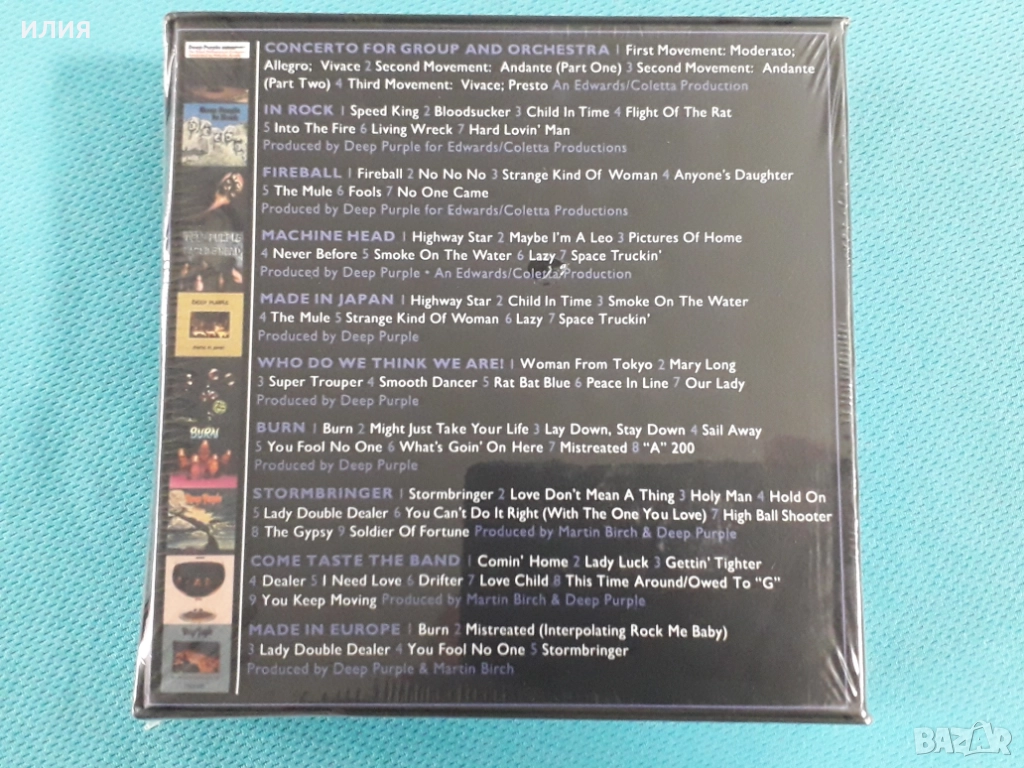 илия
CONCERTO FOR GROUP AND ORCHESTRA 1 First Movement: Moderato;
Allegro; Vivace 2 Second Movement: Andante (Part One) 3 Second Movement: Andante
(Part Two) 4 Third Movement: Vivace; Presto An Edwards/Coletta Production
IN ROCK 1 Speed King 2 Bloodsucker 3 Child In Time 4 Flight Of The Rat
5 Into The Fire 6 Living Wreck 7 Hard Lovin' Man
Produced by Deep Purple for Edwards/Coletta Productions
FIREBALL 1 Fireball 2 No No No 3 Strange Kind Of Woman 4 Anyone's Daughter
5 The Mule 6 Fools 7 No One Came
Produced by Deep Purple for Edwards/Coletta Productions
MACHINE HEAD 1 Highway Star 2 Maybe I'm A Leo 3 Pictures Of Home
4 Never Before 5 Smoke On The Water 6 Lazy 7 Space Truckin'
Produced by Deep Purple • An Edwards/Coletta Production
MADE IN JAPAN 1 Highway Star 2 Child In Time 3 Smoke On The Water
4 The Mule 5 Strange Kind Of Woman 6 Lazy 7 Space Truckin'
Produced by Deep Purple
WHO DO WE THINK WE ARE! 1 Woman From Tokyo 2 Mary Long
3 Super Trouper 4 Smooth Dancer 5 Rat Bat Blue 6 Peace In Line 7 Our Lady
Produced by Deep Purple
BURN
BURN 1 Burn 2 Might Just Take Your Life 3 Lay Down, Stay Down 4 Sail Away
5 You Fool No One 6 What's Goin' On Here 7 Mistreated 8 "A" 200
Produced by Deep Purple
STORMBRINGER 1 Stormbringer 2 Love Don't Mean A Thing 3 Holy Man 4 Hold On
5 Lady Double Dealer 6 You Can't Do It Right (With The One You Love) 7 High Ball Shooter
8 The Gypsy 9 Soldier Of Fortune Produced by Martin Birch & Deep Purple
COME TASTE THE BAND 1 Comin' Home 2 Lady Luck 3 Gettin' Tighter
4 Dealer 5 I Need Love 6 Drifter 7 Love Child 8 This Time Around/Owed To "G"
9 You Keep Moving Produced by Martin Birch & Deep Purple
MADE IN EUROPE 1 Burn 2 Mistreated (Interpolating Rock Me Baby)
3 Lady Double Dealer 4 You Fool No One 5 Stormbringer
Produced by Deep Purple & Martin Birch
BAZAR